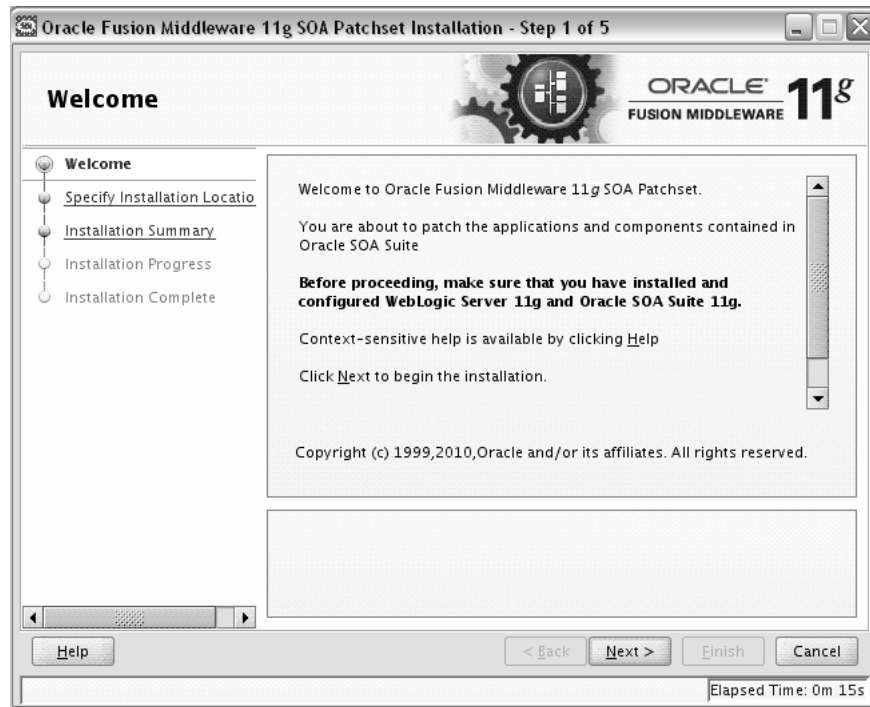 Oracle Fusion Middleware 11g SOA Patchset Installation - Step 1 of 5
Welcome
ORACLE
FUSION MIDDLEWARE
11g
Welcome
Specify Installation Locatio
Installation Summary
Installation Progress
Installation Complete
Welcome to Oracle Fusion Middleware 11g SOA Patchset.
You are about to patch the applications and components contained in
Oracle SOA Suite
Before proceeding, make sure that you have installed and
configured WebLogic Server 11g and Oracle SOA Suite 11g.
Context-sensitive help is available by clicking Help
Click Next to begin the installation.
Copyright (c) 1999,2010,Oracle and/or its affiliates. All rights reserved.
Help
< Back
Next >
Finish
Cancel
Elapsed Time: 0m 15s